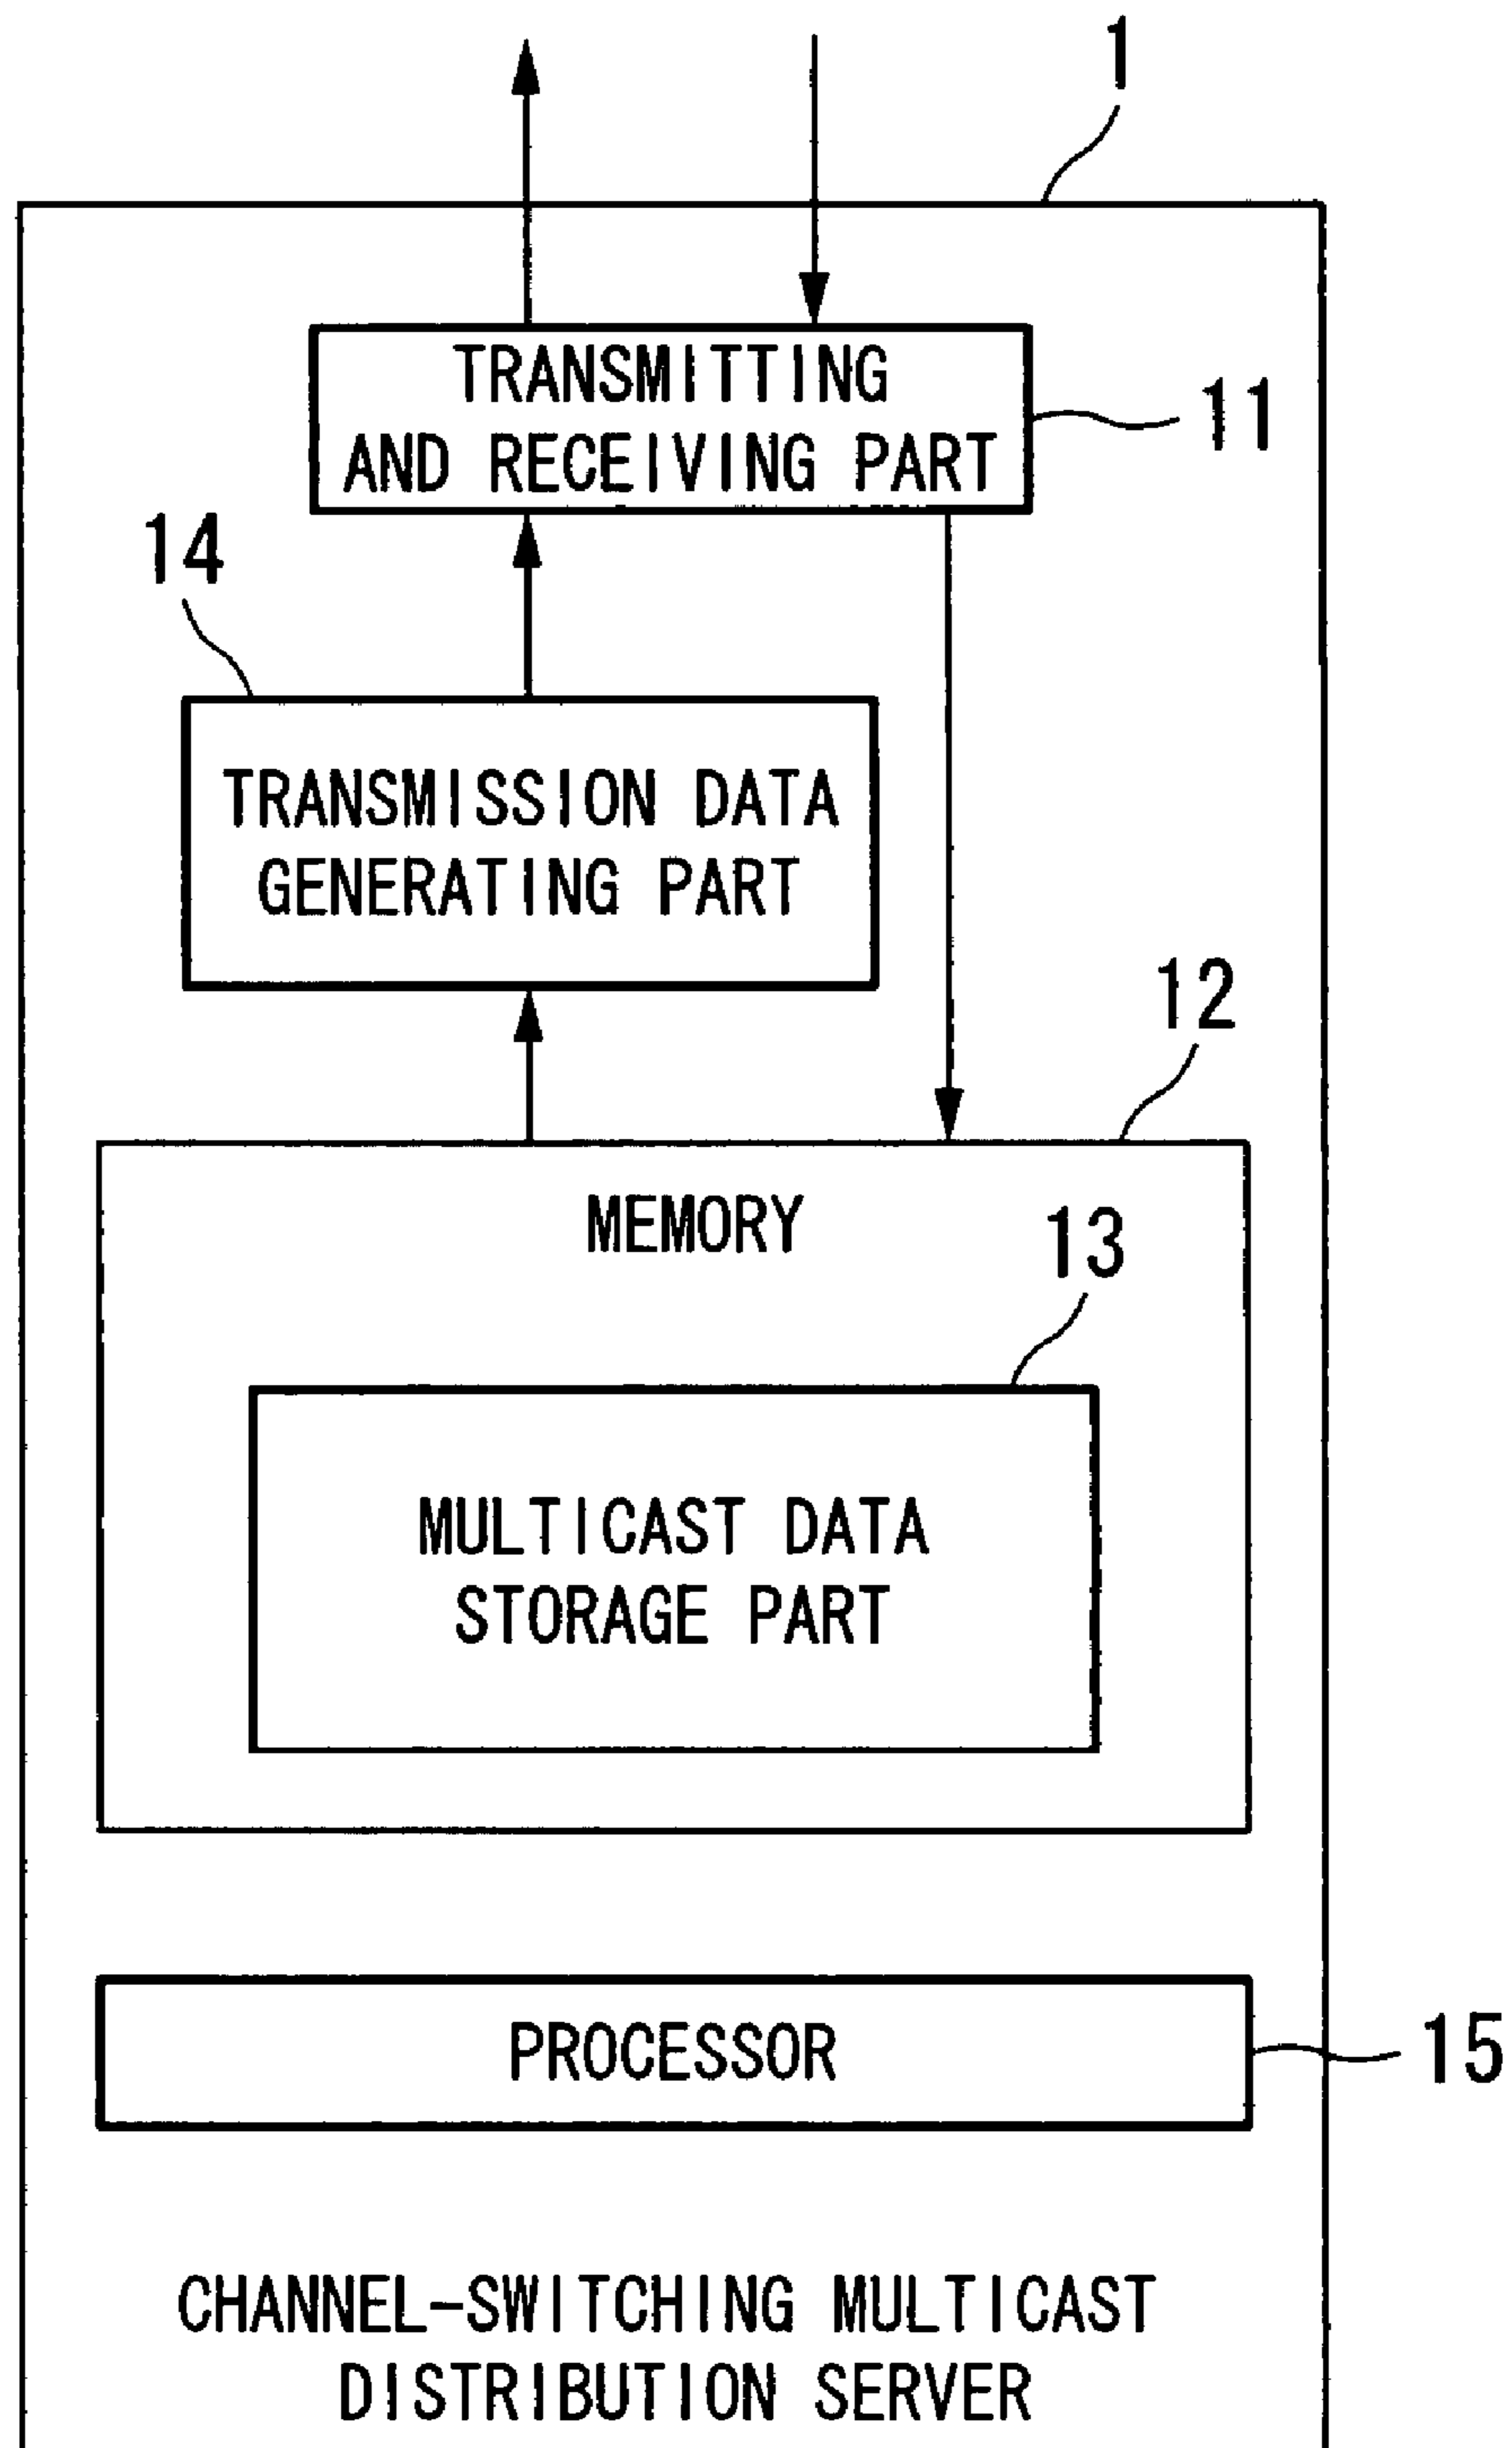 1
TRANSMITTING
AND RECEIVING PART
11
14
TRANSMISSION DATA
GENERATING PART
12
MEMORY
13
MULTICAST DATA
STORAGE PART
PROCESSOR
15
CHANNEL-SWITCHING MULTICAST
DISTRIBUTION SERVER